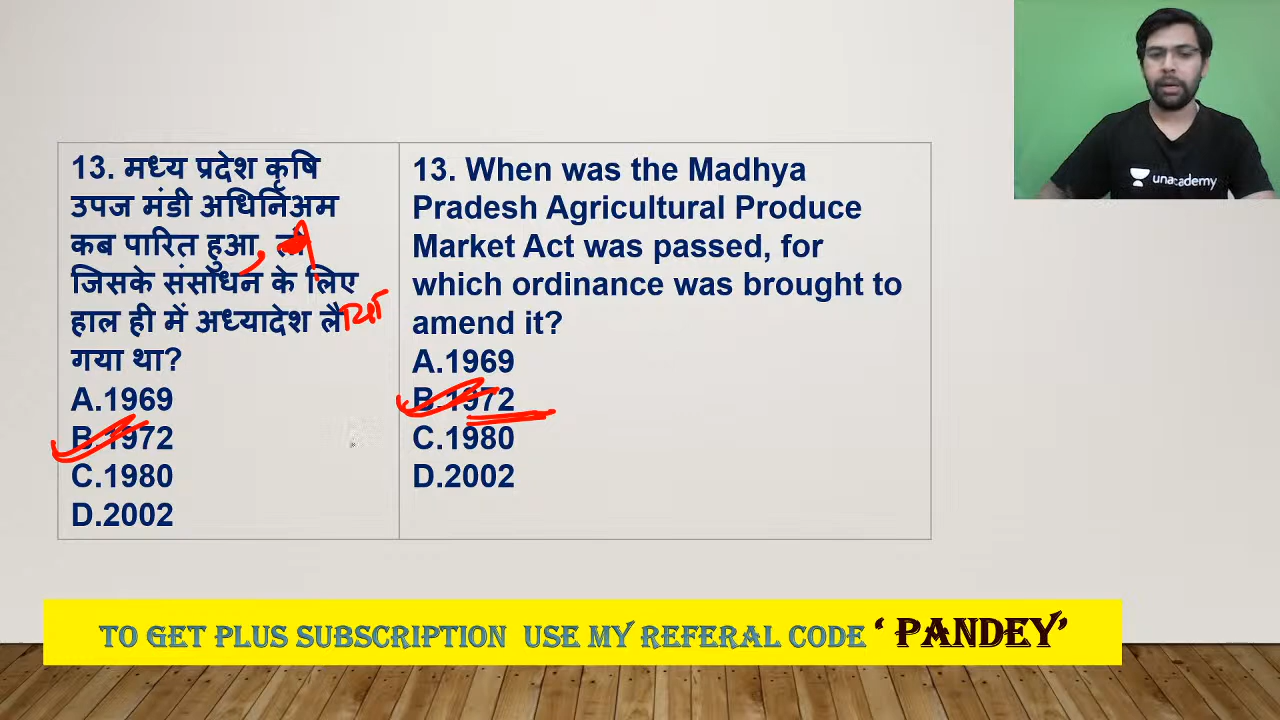 13. मध्य प्रदेश कृषि
उपज मंडी अधिनिअम
कब पारित हुआ, तो
जिसके संसोधन के लिए
हाल ही में अध्यादेश लै
गया था?
A.1969
B.1972
C.1980
D.2002
13. When was the Madhya
Pradesh Agricultural Produce
Market Act was passed, for
which ordinance was brought to
amend it?
A.1969
B.1972
C.1980
D.2002
unacademy
TO GET PLUS SUBSCRIPTION USE MY REFERAL CODE ‘ PANDEY’